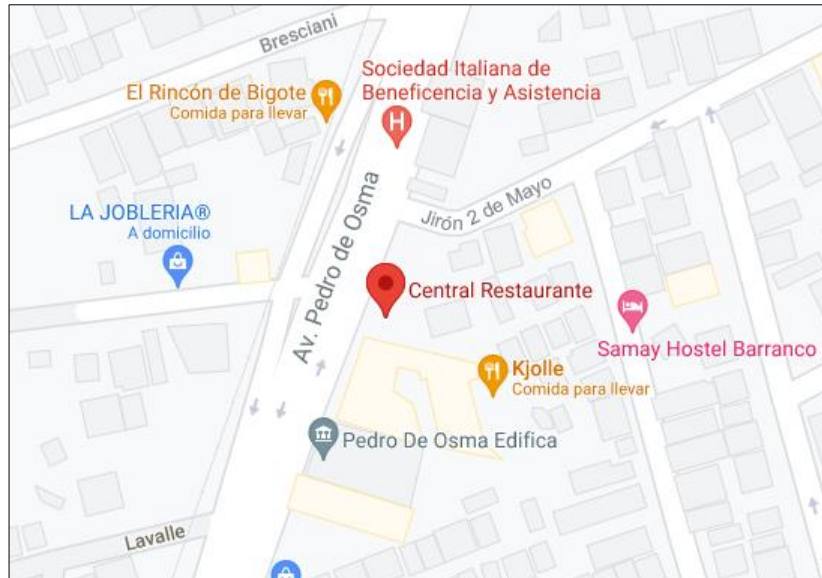 Bresciani
Sociedad Italiana de
Beneficencia y Asistencia
H
El Rincón de Bigote
Comida para llevar
Av. Pedro de Osma
Jirón 2 de Mayo
LA JOBLERIA®
A domicilio
Central Restaurante
Samay Hostel Barranco
Kjolle
Comida para llevar
Pedro De Osma Edifica
Lavalle